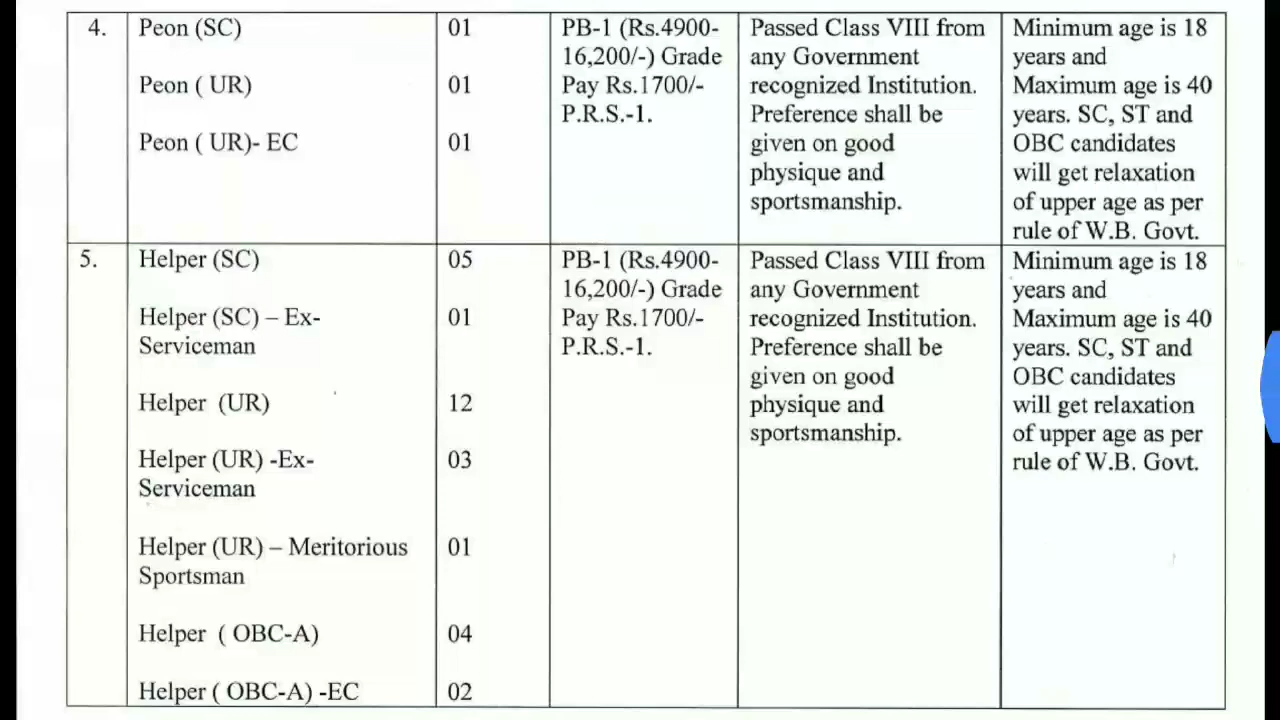 4. Peon (SC) 01 PB-1 (Rs.4900- Passed Class VIII from Minimum age is 18
16,200/-) Grade any Government years and
Peon ( UR) 01 Pay Rs.1700/- recognized Institution. Maximum age is 40
P.R.S.-1. Preference shall be years. SC, ST and
Peon ( UR)- EC 01 given on good OBC candidates
physique and will get relaxation
sportsmanship. of upper age as per
rule of W.B. Govt.
5. Helper (SC) 05 PB-1 (Rs.4900- Passed Class VIII from Minimum age is 18
16,200/-) Grade any Government years and
Helper (SC) – Ex- 01 Pay Rs.1700/- recognized Institution. Maximum age is 40
Serviceman P.R.S.-1. Preference shall be years. SC, ST and
given on good OBC candidates
Helper (UR) 12 physique and will get relaxation
sportsmanship. of upper age as per
Helper (UR) -Ex- 03 rule of W.B. Govt.
Serviceman
Helper (UR) – Meritorious 01
Sportsman
Helper ( OBC-A) 04
Helper ( OBC-A) -EC 02